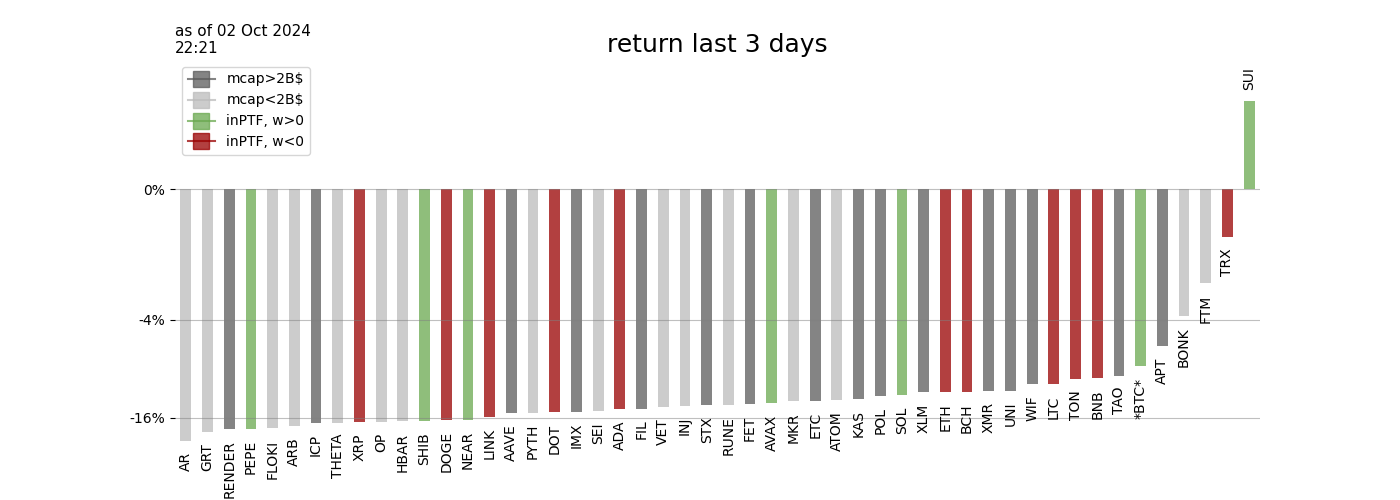 as of 02 Oct 2024
22:21
return last 3 days
mcap>2B$
mcap<2B$
inPTF, w>0
inPTF, w<0
0%
-4%
-16%
AR
GRT
RENDER
PEPE
FLOKI
ARB
ICP
THETA
XRP
OP
HBAR
SHIB
DOGE
NEAR
LINK
AAVE
PYTH
DOT
IMX
SEI
ADA
FIL
VET
INJ
STX
RUNE
FET
AVAX
MKR
ETC
ATOM
KAS
POL
SOL
XLM
ETH
BCH
XMR
UNI
WIF
LTC
TON
BNB
TAO
*BTC*
APT
BONK
FTM
TRX
SUI